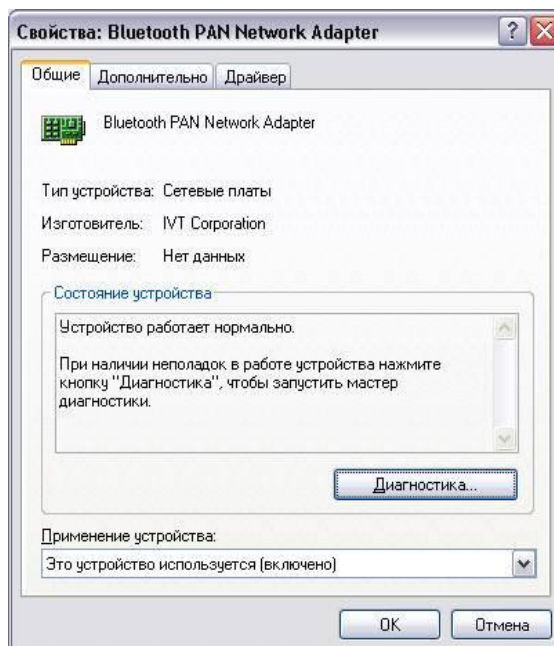 Свойства: Bluetooth PAN Network Adapter
Общие Дополнительно Драйвер
Bluetooth PAN Network Adapter
Тип устройства: Сетевые платы
Изготовитель: IVT Corporation
Размещение: Нет данных
Состояние устройства
Устройство работает нормально.
При наличии неполадок в работе устройства нажмите
кнопку "Диагностика", чтобы запустить мастер
диагностики.
Диагностика...
Применение устройства:
Это устройство используется (включено)
OK Отмена